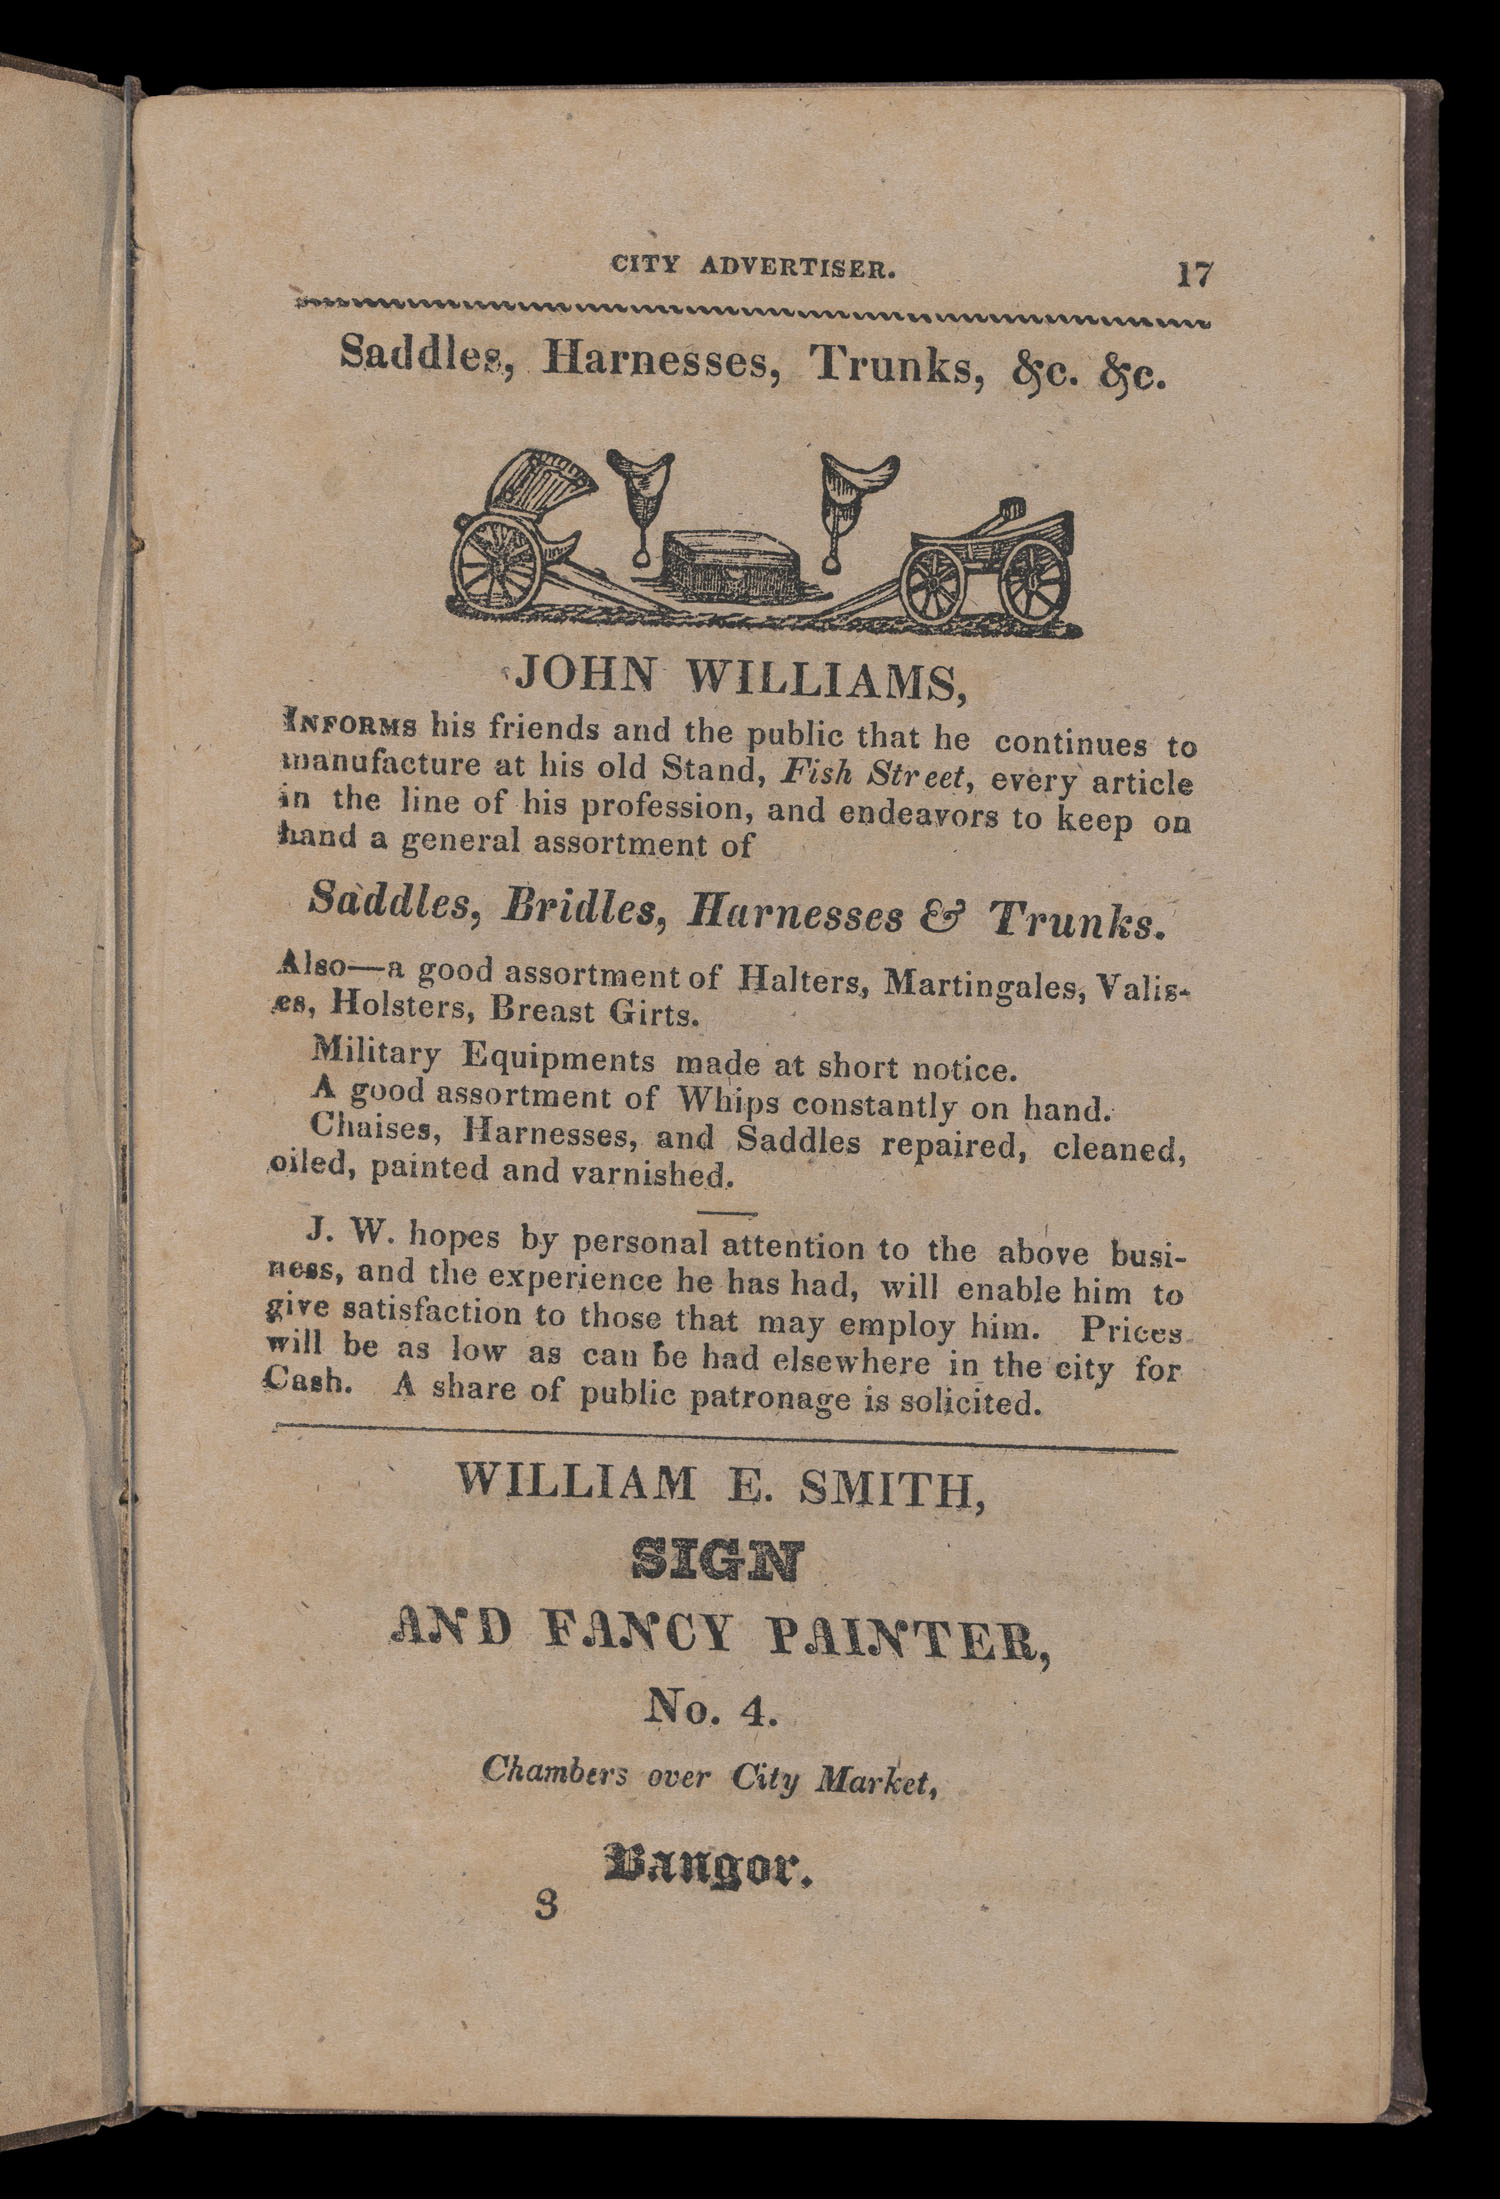 CITY ADVERTISER. 17
Saddles, Harnesses, Trunks, &c. &c.
JOHN WILLIAMS,
INFORMS his friends and the public that he continues to
manufacture at his old Stand, Fish Street, every article
in the line of his profession, and endeavors to keep on
hand a general assortment of
Saddles, Bridles, Harnesses & Trunks.
Also—a good assortment of Halters, Martingales, Valis-
es, Holsters, Breast Girts.
Military Equipments made at short notice.
A good assortment of Whips constantly on hand.
Chaises, Harnesses, and Saddles repaired, cleaned,
oiled, painted and varnished.
J. W. hopes by personal attention to the above busi-
ness, and the experience he has had, will enable him to
give satisfaction to those that may employ him. Prices
will be as low as can be had elsewhere in the city for
Cash. A share of public patronage is solicited.
WILLIAM E. SMITH,
SIGN
AND FANCY PAINTER,
No. 4.
Chambers over City Market,
Bangor.
3